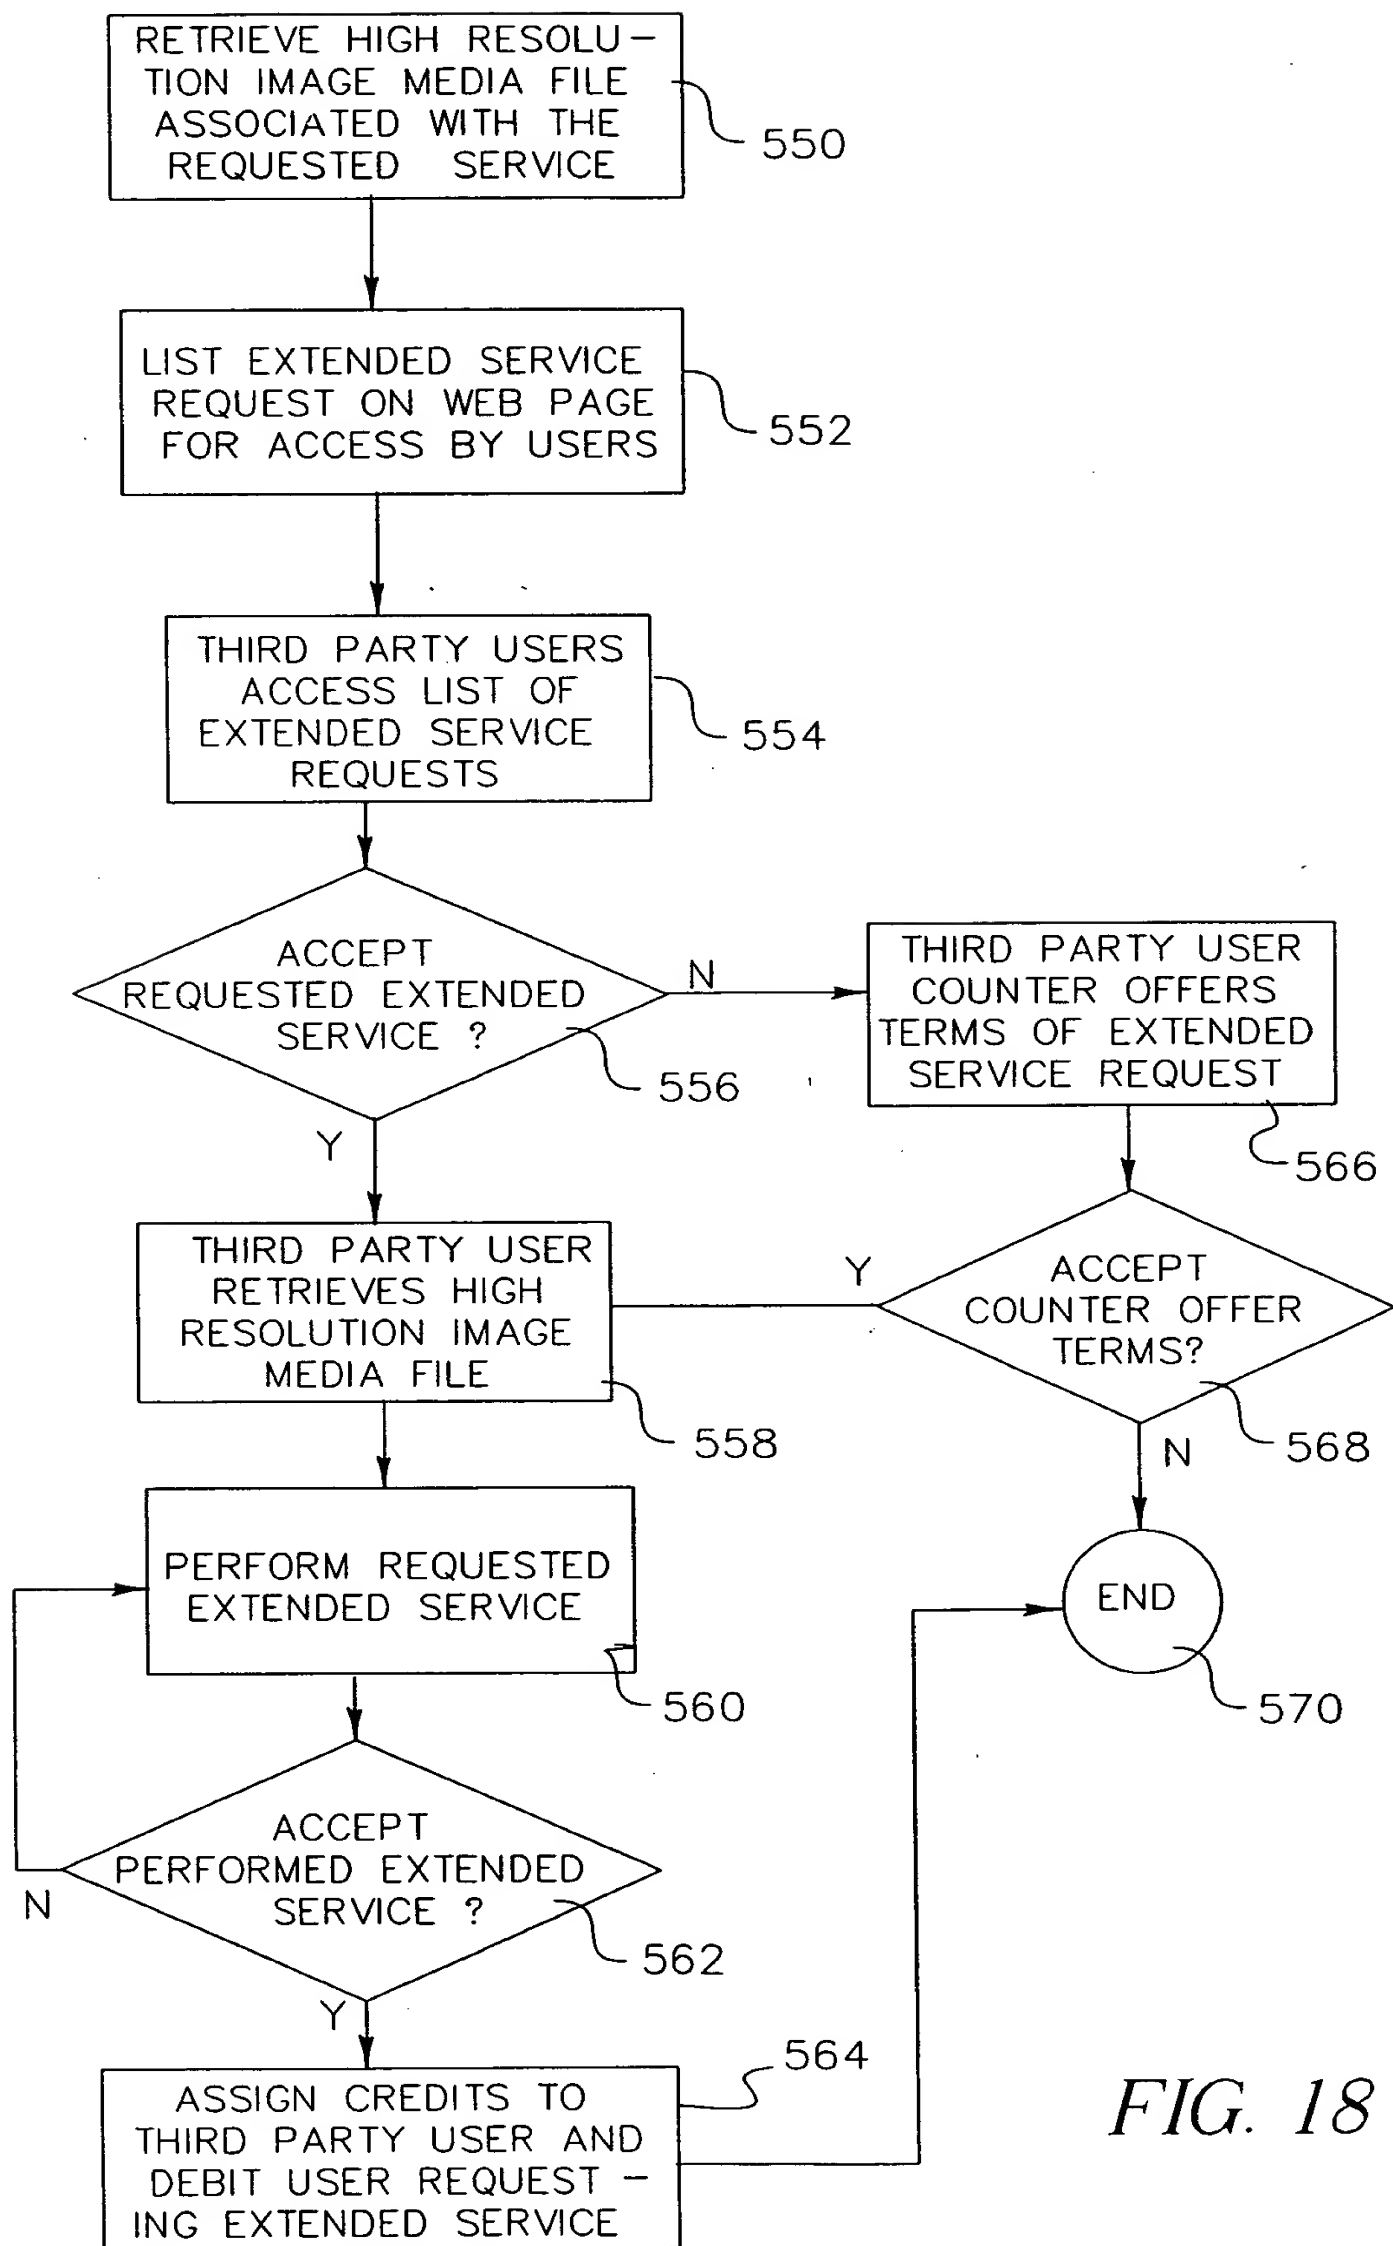 RETRIEVE HIGH RESOLU-
TION IMAGE MEDIA FILE
ASSOCIATED WITH THE
REQUESTED SERVICE
550
LIST EXTENDED SERVICE
REQUEST ON WEB PAGE
FOR ACCESS BY USERS
552
THIRD PARTY USERS
ACCESS LIST OF
EXTENDED SERVICE
REQUESTS
554
ACCEPT
REQUESTED EXTENDED
SERVICE ?
556
N
Y
THIRD PARTY USER
COUNTER OFFERS
TERMS OF EXTENDED
SERVICE REQUEST
566
THIRD PARTY USER
RETRIEVES HIGH
RESOLUTION IMAGE
MEDIA FILE
558
Y
ACCEPT
COUNTER OFFER
TERMS?
568
N
PERFORM REQUESTED
EXTENDED SERVICE
560
END
570
ACCEPT
PERFORMED EXTENDED
SERVICE ?
562
N
Y
ASSIGN CREDITS TO
THIRD PARTY USER AND
DEBIT USER REQUEST -
ING EXTENDED SERVICE
564
FIG. 18